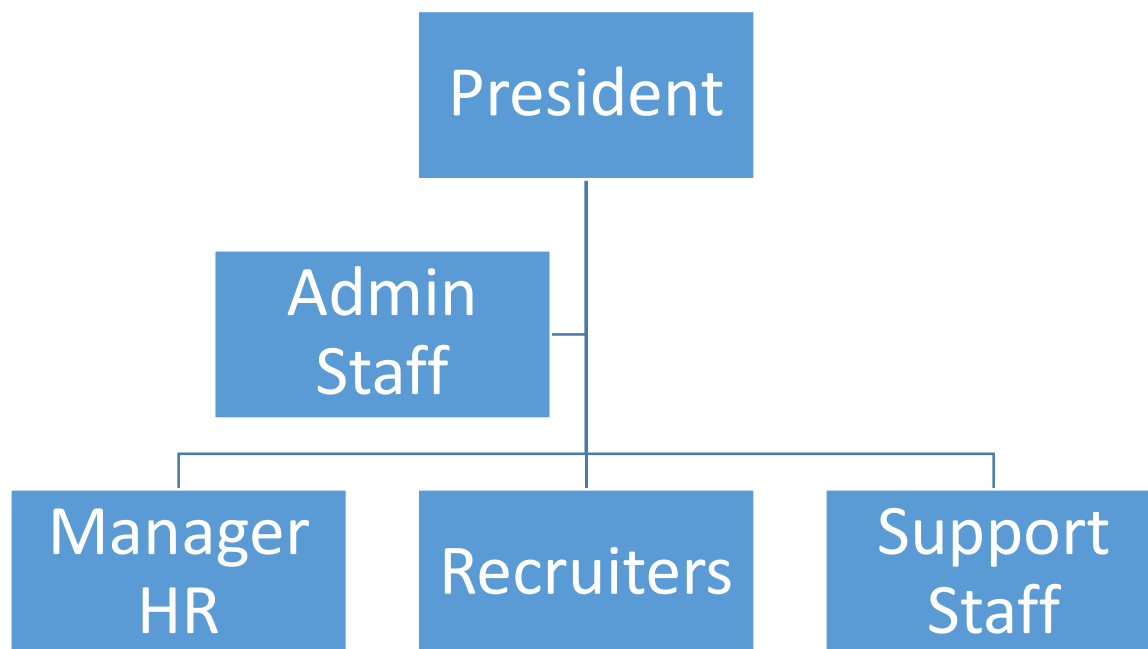 President
Admin
Staff
Manager
HR
Recruiters
Support
Staff